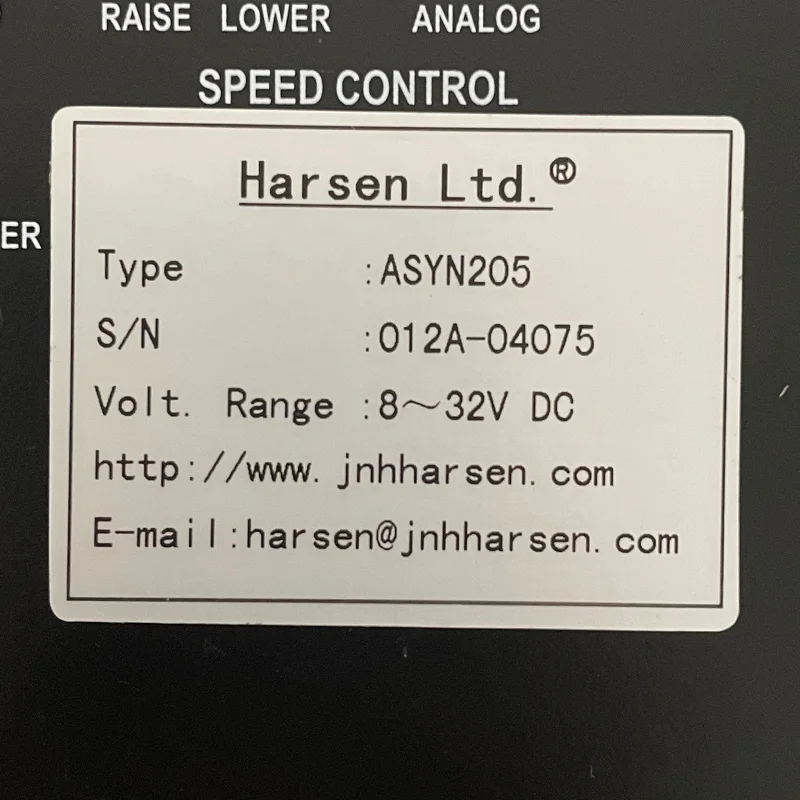 RAISE LOWER ANALOG
SPEED CONTROL
Harsen Ltd.®
ER
Type :ASYN205
S/N :012A-04075
Volt. Range :8~32V DC
http://www.jnhharsen.com
E-mail:harsen@jnhharsen.com